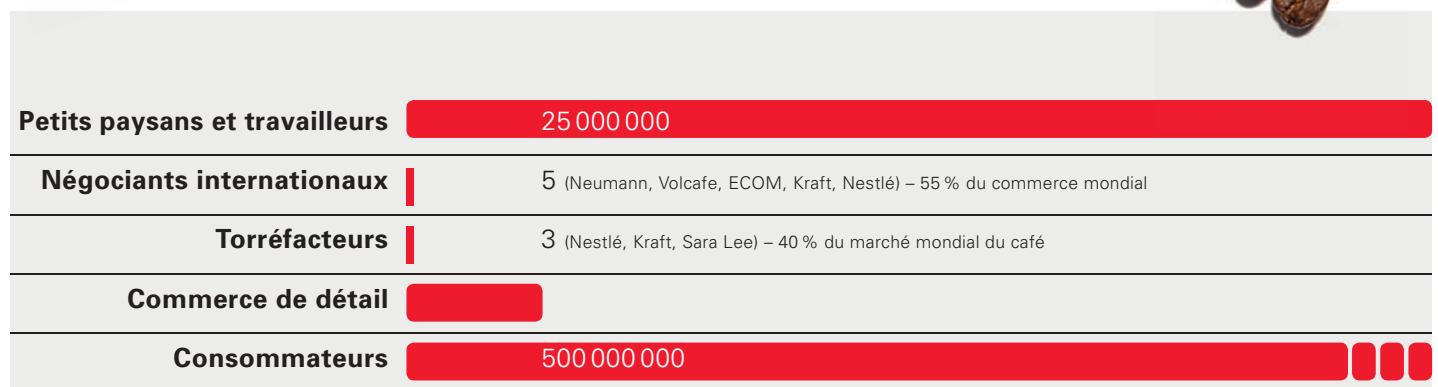 Petits paysans et travailleurs 25 000 000
Négociants internationaux 5 (Neumann, Volcafe, ECOM, Kraft, Nestlé) – 55 % du commerce mondial
Torréfacteurs 3 (Nestlé, Kraft, Sara Lee) – 40 % du marché mondial du café
Commerce de détail
Consommateurs 500 000 000